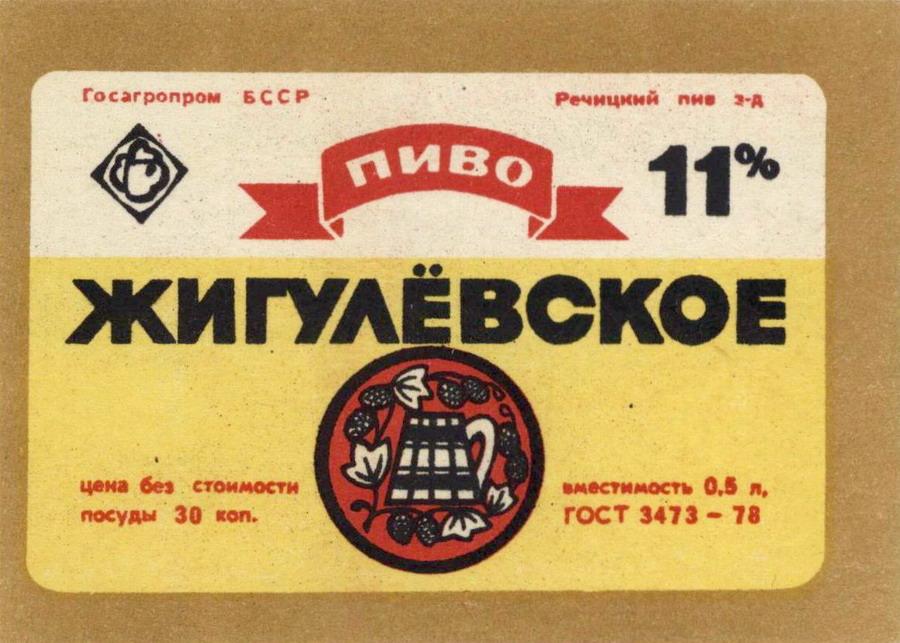 Госагропром БССР
Речицкий пив з-д
ПИВО
11%
ЖИГУЛЁВСКОЕ
цена без стоимости
посуды 30 коп.
вместимость 0,5 л,
ГОСТ 3473 – 78